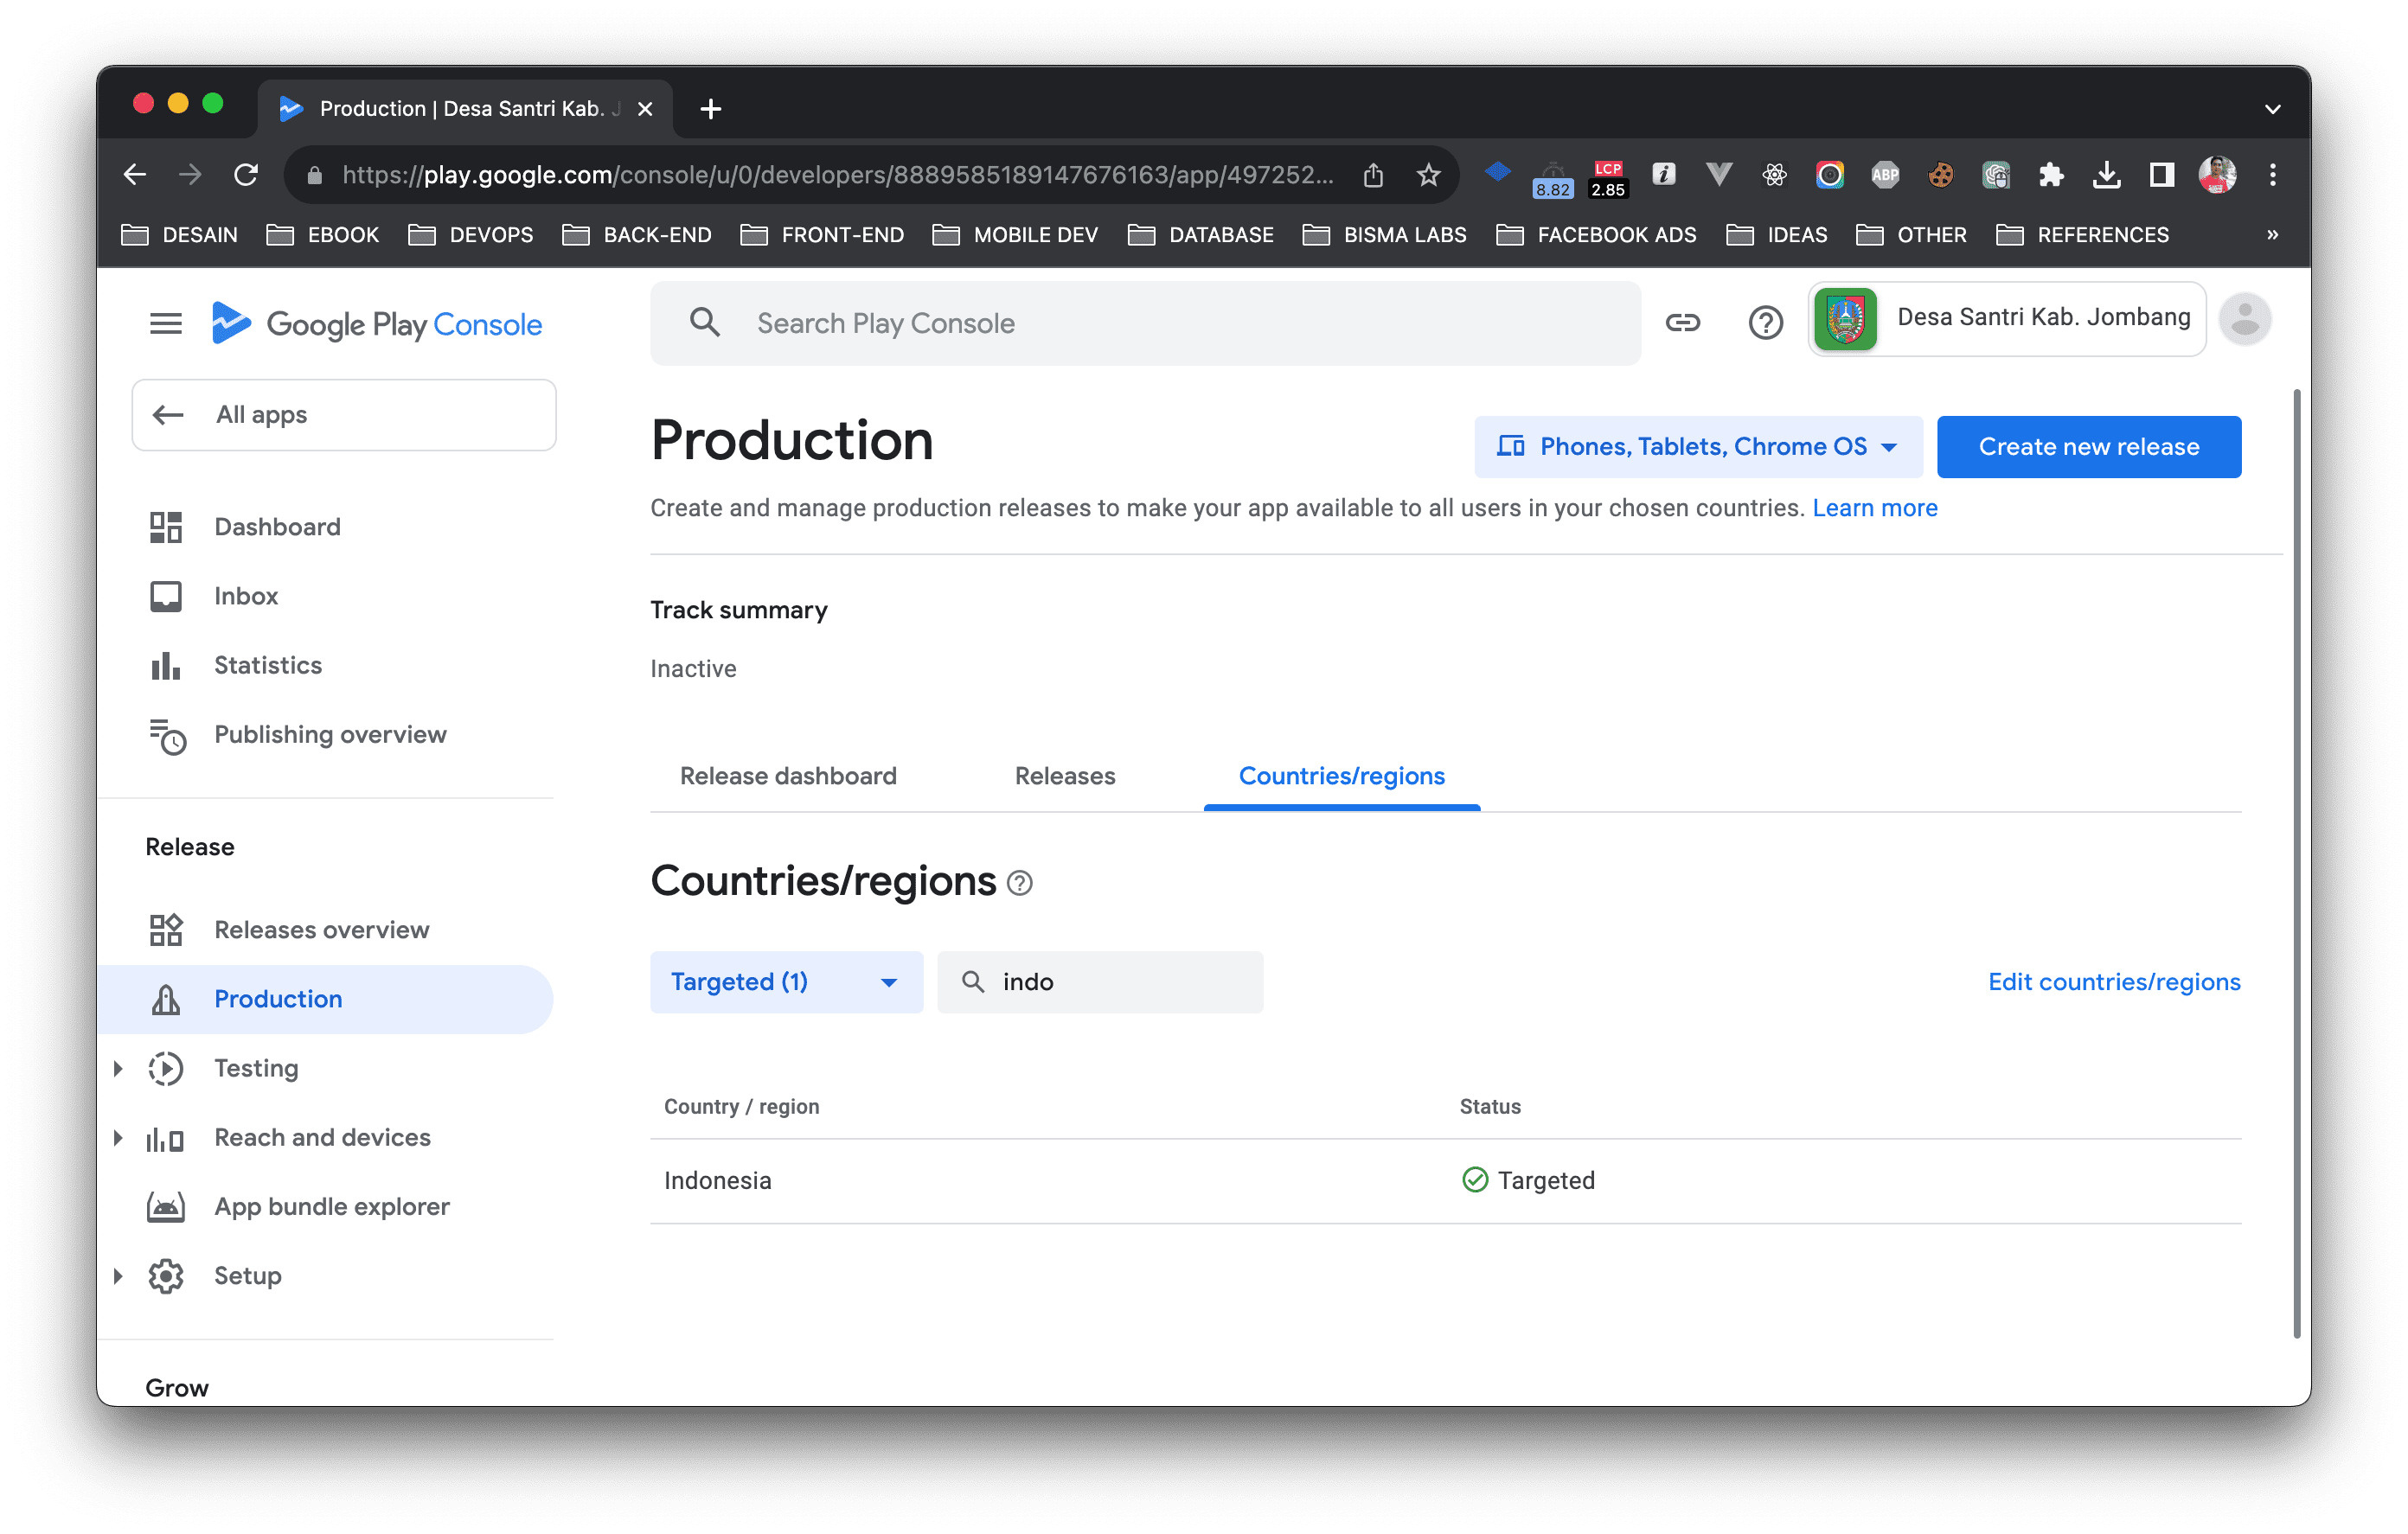 Production | Desa Santri Kab. J
https://play.google.com/console/u/0/developers/8889585189147676163/app/497252...
8.82
LCP
2.85
ABP
DESAIN
EBOOK
DEVOPS
BACK-END
FRONT-END
MOBILE DEV
DATABASE
BISMA LABS
FACEBOOK ADS
IDEAS
OTHER
REFERENCES
»
Google Play Console
Search Play Console
Desa Santri Kab. Jombang
All apps
Dashboard
Inbox
Statistics
Publishing overview
Release
Releases overview
Production
Testing
Reach and devices
App bundle explorer
Setup
Grow
Production
Phones, Tablets, Chrome OS
Create new release
Create and manage production releases to make your app available to all users in your chosen countries. Learn more
Track summary
Inactive
Release dashboard
Releases
Countries/regions
Countries/regions
Targeted (1)
indo
Edit countries/regions
Country / region
Status
Indonesia
Targeted